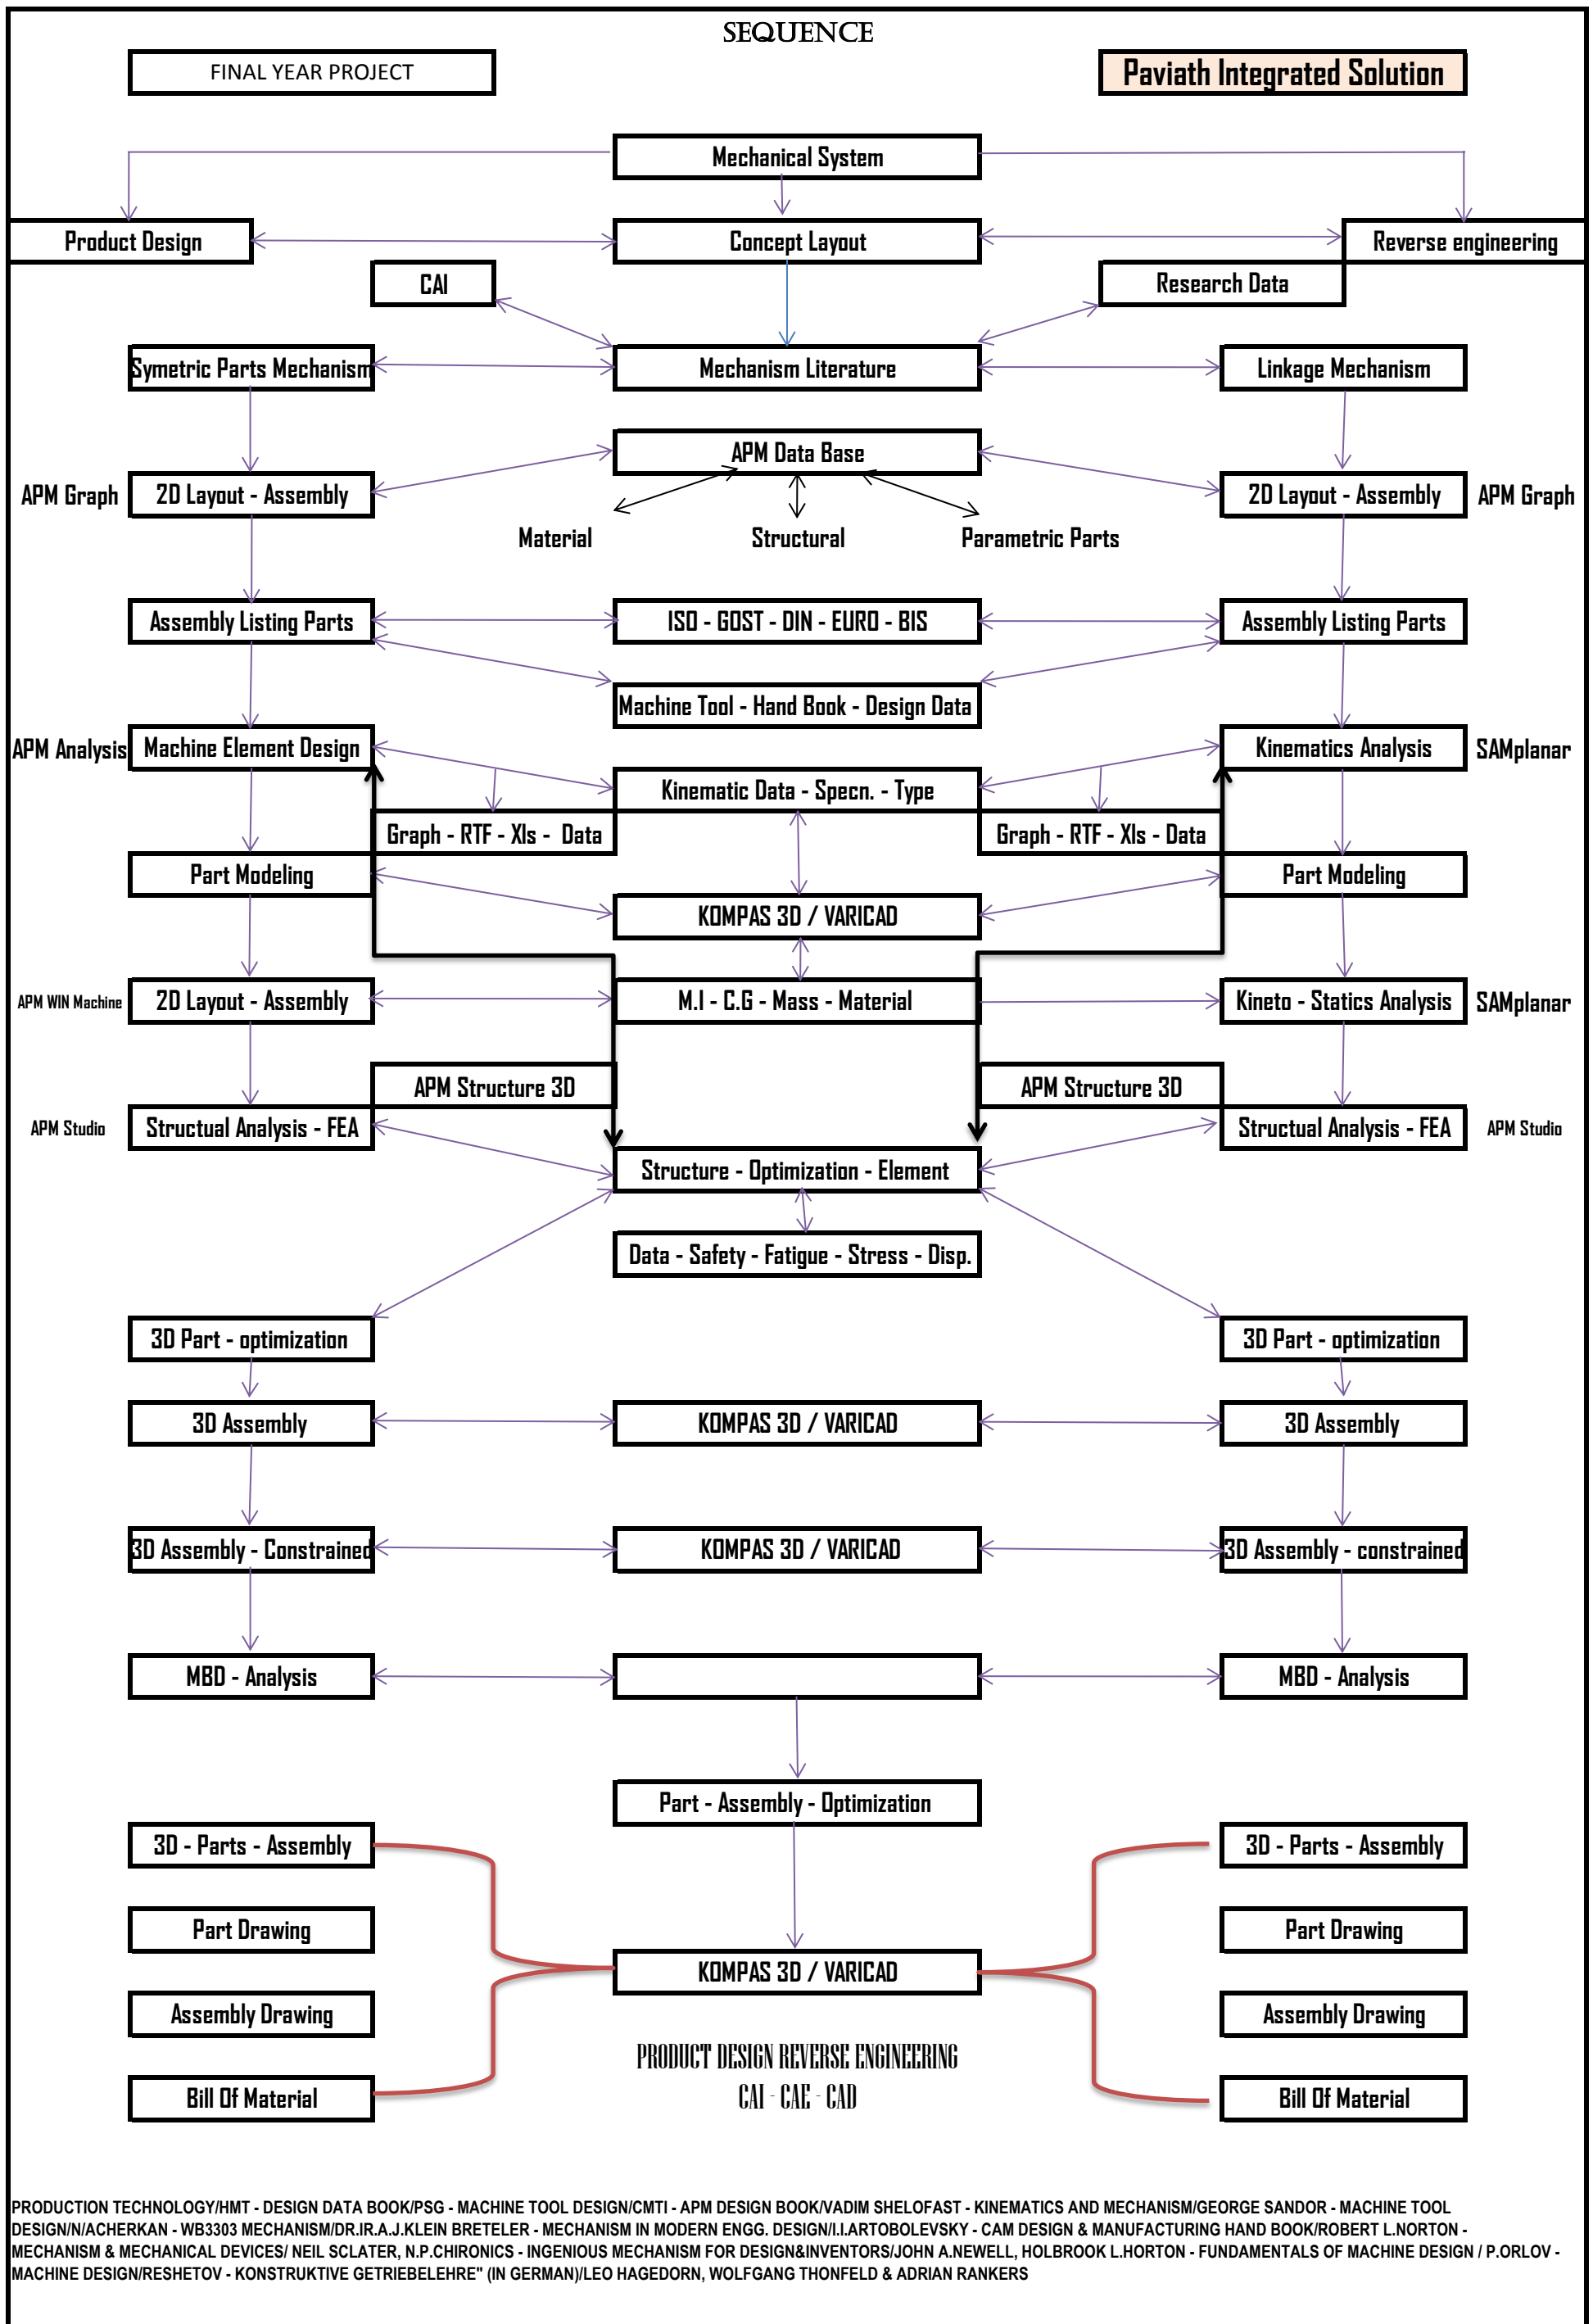 SEQUENCE
FINAL YEAR PROJECT
Paviath Integrated Solution
Mechanical System
Product Design
Concept Layout
Reverse engineering
CAI
Research Data
Symetric Parts Mechanism
Mechanism Literature
Linkage Mechanism
APM Data Base
APM Graph
2D Layout - Assembly
2D Layout - Assembly
APM Graph
Material
Structural
Parametric Parts
Assembly Listing Parts
ISO - GOST - DIN - EURO - BIS
Assembly Listing Parts
Machine Tool - Hand Book - Design Data
APM Analysis
Machine Element Design
Kinematics Analysis
SAMplanar
Kinematic Data - Specn. - Type
Graph - RTF - Xls - Data
Graph - RTF - Xls - Data
Part Modeling
Part Modeling
KOMPAS 3D / VARICAD
APM WIN Machine
2D Layout - Assembly
M.I - C.G - Mass - Material
Kineto - Statics Analysis
SAMplanar
APM Structure 3D
APM Structure 3D
APM Studio
Structual Analysis - FEA
Structual Analysis - FEA
APM Studio
Structure - Optimization - Element
Data - Safety - Fatigue - Stress - Disp.
3D Part - optimization
3D Part - optimization
3D Assembly
KOMPAS 3D / VARICAD
3D Assembly
3D Assembly - Constrained
KOMPAS 3D / VARICAD
3D Assembly - constrained
MBD - Analysis
MBD - Analysis
Part - Assembly - Optimization
3D - Parts - Assembly
3D - Parts - Assembly
Part Drawing
Part Drawing
KOMPAS 3D / VARICAD
Assembly Drawing
Assembly Drawing
PRODUCT DESIGN REVERSE ENGINEERING
CAI - CAE - CAD
Bill Of Material
Bill Of Material
PRODUCTION TECHNOLOGY/HMT - DESIGN DATA BOOK/PSG - MACHINE TOOL DESIGN/CMTI - APM DESIGN BOOK/VADIM SHELOFAST - KINEMATICS AND MECHANISM/GEORGE SANDOR - MACHINE TOOL
DESIGN/N/ACHERKAN - WB3303 MECHANISM/DR.IR.A.J.KLEIN BRETELER - MECHANISM IN MODERN ENGG. DESIGN/I.I.ARTOBOLEVSKY - CAM DESIGN & MANUFACTURING HAND BOOK/ROBERT L.NORTON -
MECHANISM & MECHANICAL DEVICES/ NEIL SCLATER, N.P.CHIRONICS - INGENIOUS MECHANISM FOR DESIGN&INVENTORS/JOHN A.NEWELL, HOLBROOK L.HORTON - FUNDAMENTALS OF MACHINE DESIGN / P.ORLOV -
MACHINE DESIGN/RESHETOV - KONSTRUKTIVE GETRIEBELEHRE" (IN GERMAN)/LEO HAGEDORN, WOLFGANG THONFELD & ADRIAN RANKERS